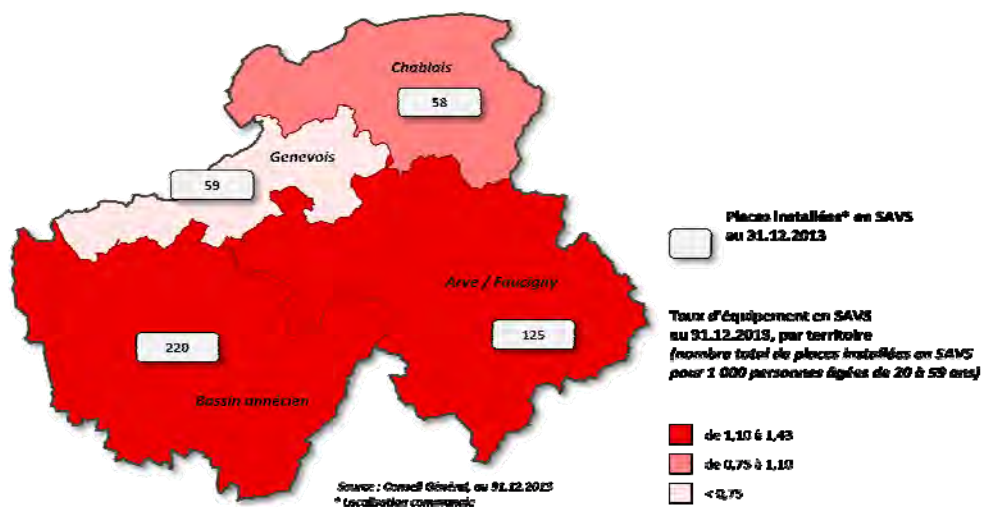 Chablais
58
Genevois
59
Places installées* en SAVS
au 31.12.2013
Arve / Faucigny
125
220
Bassin annécien
Taux d'équipement en SAVS
au 31.12.2013, par territoire
(nombre total de places installées en SAVS
pour 1 000 personnes âgées de 20 à 59 ans)
de 1,10 à 1,43
de 0,75 à 1,10
< 0,75
Source : Conseil Général, au 31.12.2013
* Localisation communale